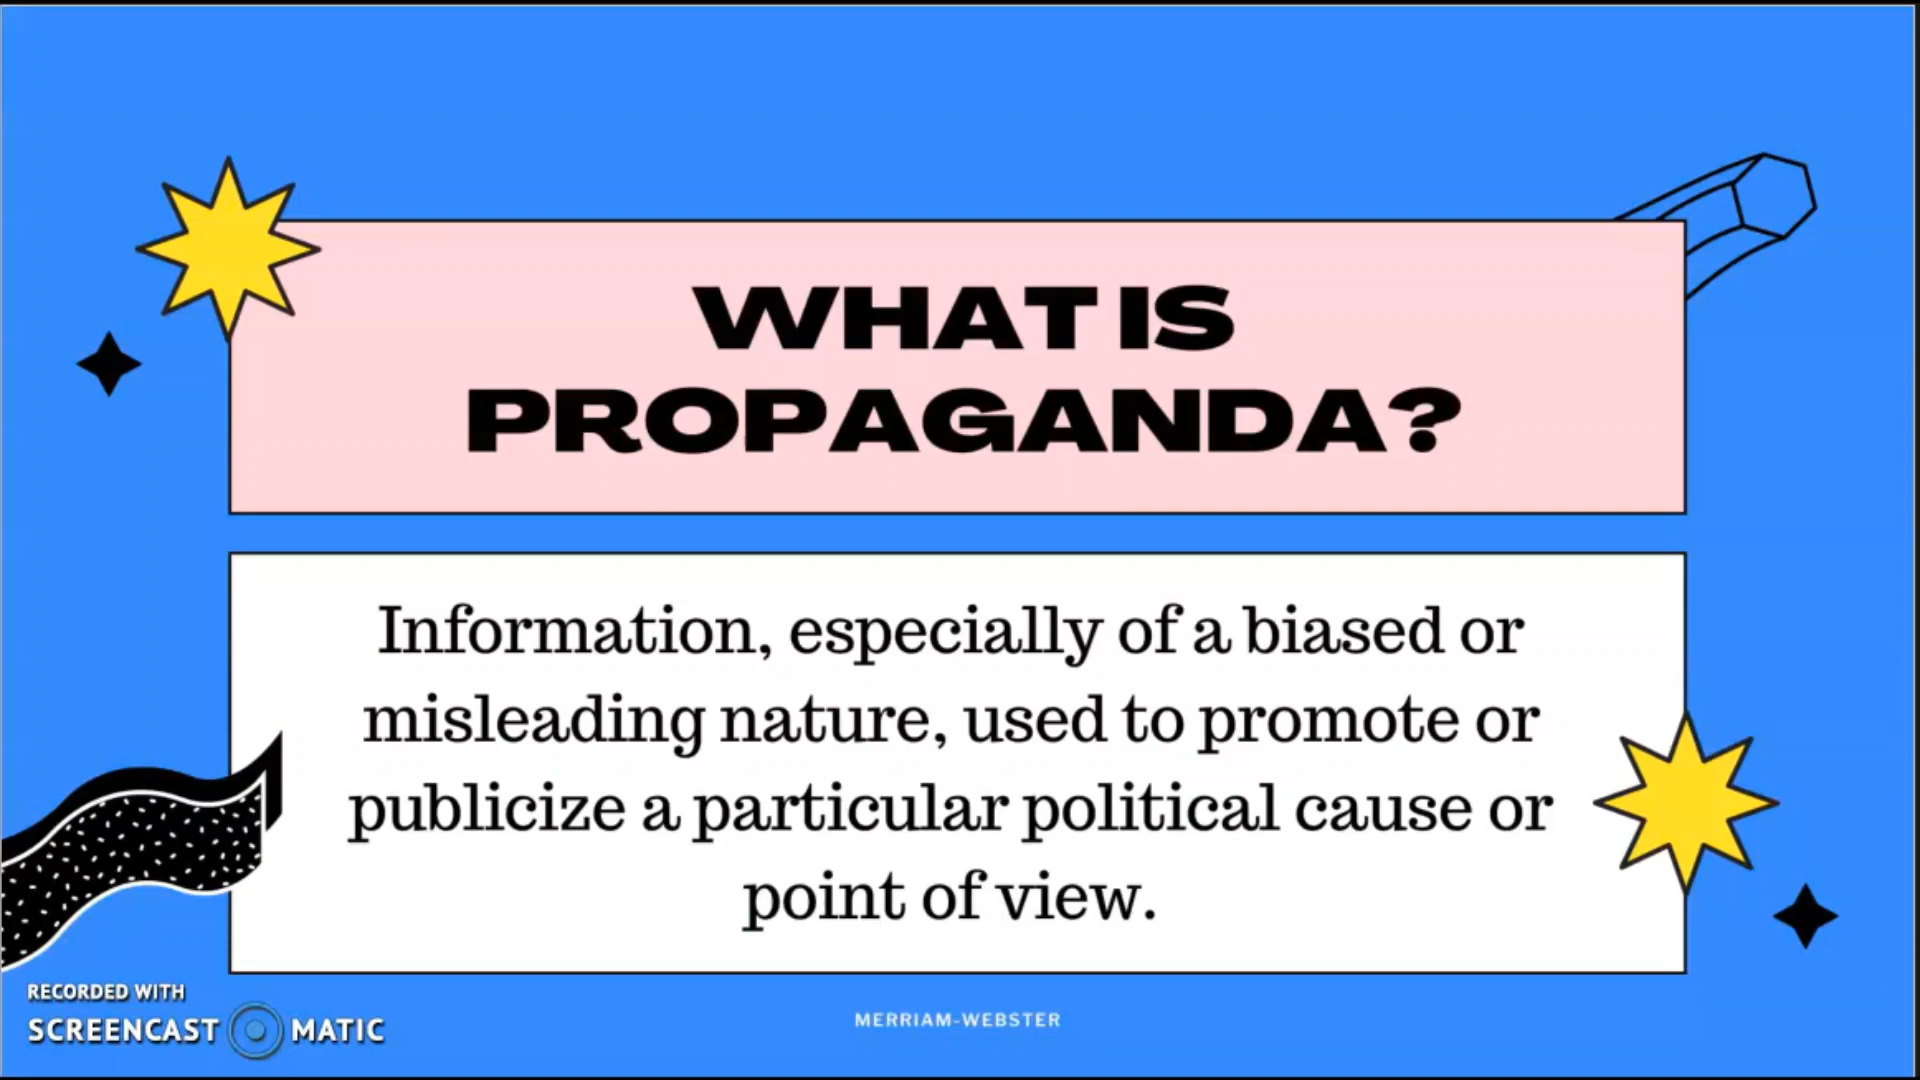 WHAT IS
PROPAGANDA?
Information, especially of a biased or
misleading nature, used to promote or
publicize a particular political cause or
point of view.
RECORDED WITH
SCREENCAST MATIC
MERRIAM-WEBSTER